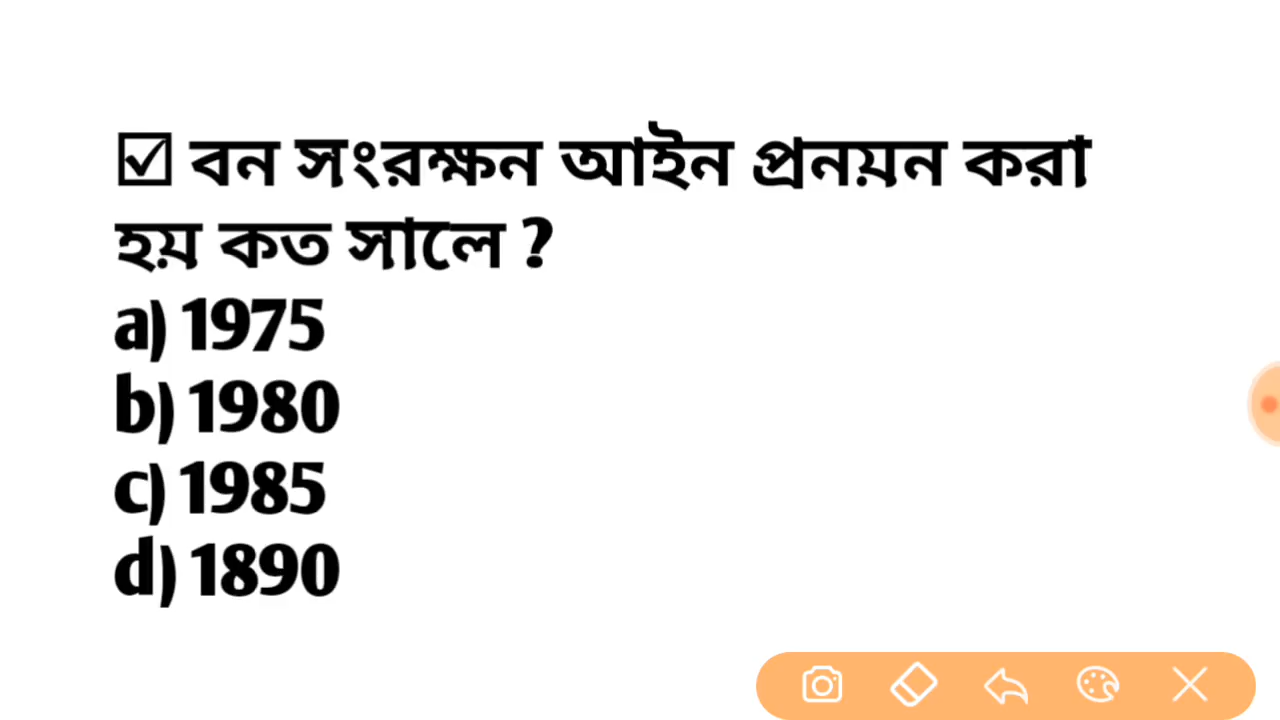 ☑ বন সংরক্ষন আইন প্রনয়ন করা
হয় কত সালে ?
a) 1975
b) 1980
c) 1985
d) 1890